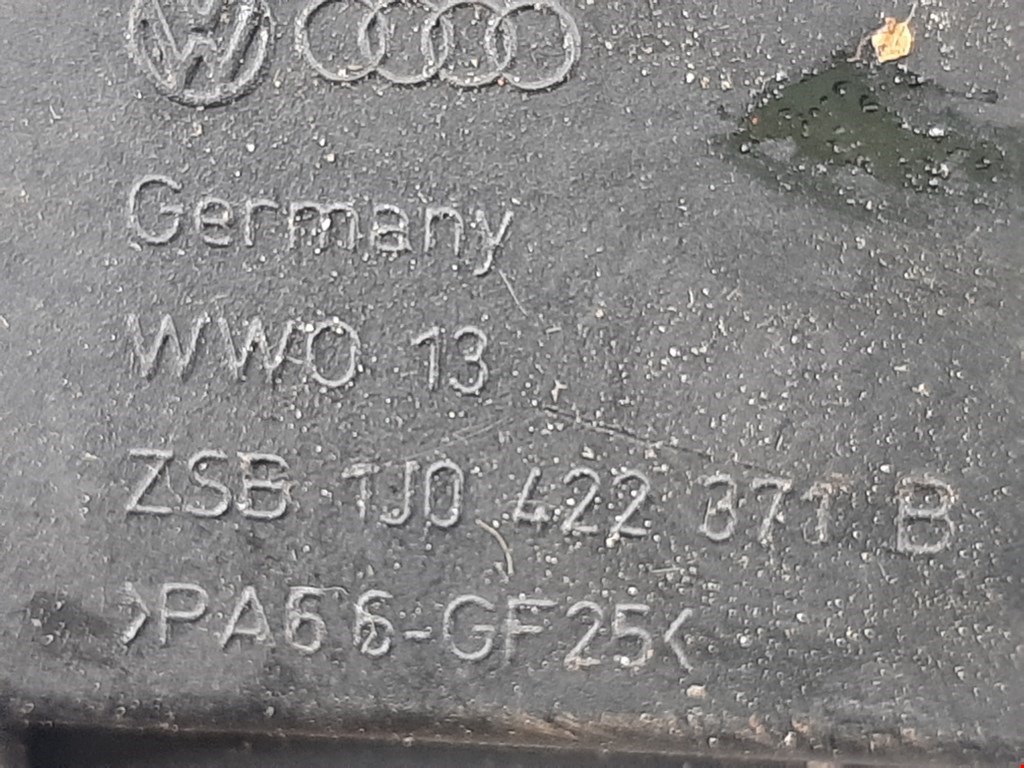 Germany
WWO 13
ZSB 1J0 422 371 B
>PA66-GF25<